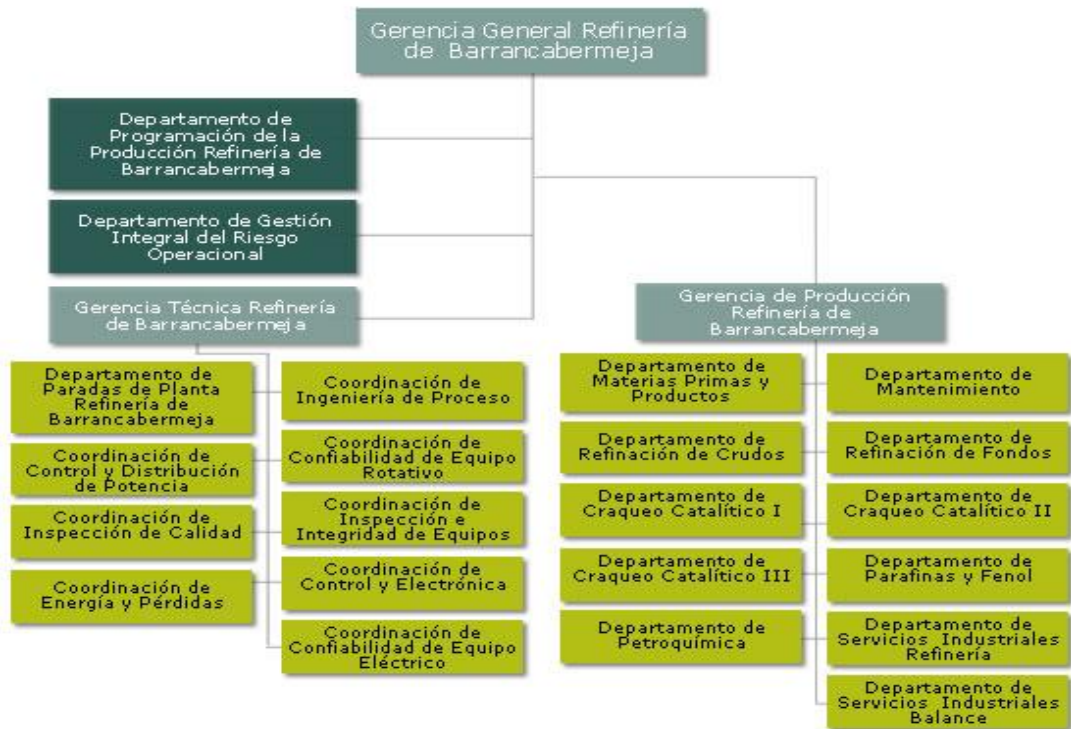 Gerencia General Refinería
de Barrancabermeja
Departamento de
Programación de la
Producción Refinería de
Barrancabermeja
Departamento de Gestión
Integral del Riesgo
Operacional
Gerencia Técnica Refinería
de Barrancabermeja
Departamento de
Paradas de Planta
Refinería de
Barrancabermeja
Coordinación de
Ingeniería de Proceso
Coordinación de
Control y Distribución
de Potencia
Coordinación de
Confiabilidad de Equipo
Rotativo
Coordinación de
Inspección de Calidad
Coordinación de
Inspección e
Integridad de Equipos
Coordinación de
Energía y Pérdidas
Coordinación de
Control y Electrónica
Coordinación de
Confiabilidad de Equipo
Eléctrico
Gerencia de Producción
Refinería de
Barrancabermeja
Departamento de
Materias Primas y
Productos
Departamento de
Mantenimiento
Departamento de
Refinación de Crudos
Departamento de
Refinación de Fondos
Departamento de
Craqueo Catalítico I
Departamento de
Craqueo Catalítico II
Departamento de
Craqueo Catalítico III
Departamento de
Parafinas y Fenol
Departamento de
Petroquímica
Departamento de
Servicios Industriales
Refinería
Departamento de
Servicios Industriales
Balance